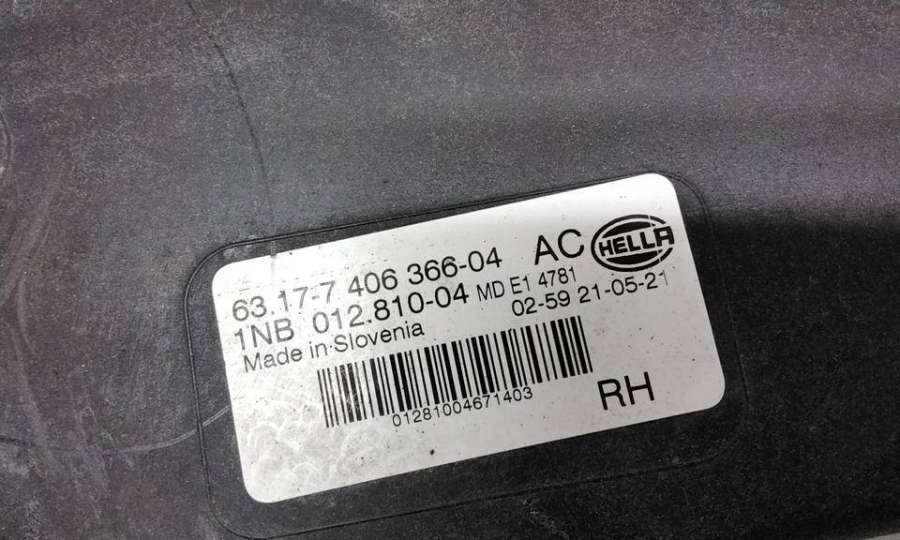 63.17-7 406 366-04 AC HELLA
1NB 012.810-04 MD E1 4781
Made in Slovenia 02-59 21-05-21
01281004671403
RH